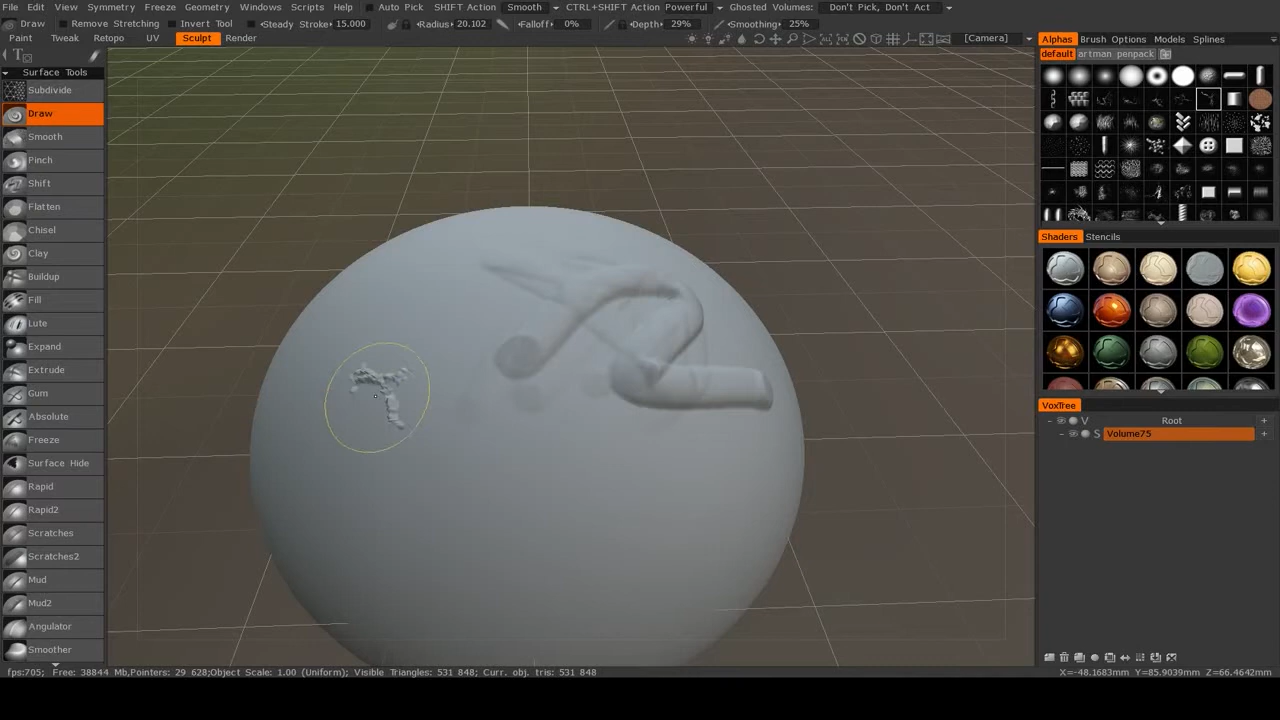 File Edit View Symmetry Freeze Geometry Windows Scripts Help Auto Pick SHIFT Action Smooth CTRL+SHIFT Action Powerful Ghosted Volumes: Don't Pick, Don't Act
Draw Remove Stretching Invert Tool Steady Stroke 15.000 Radius 20.102 Falloff 0% Depth 29% Smoothing 25%
Paint Tweak Retopo UV Sculpt Render [Camera] Alphas Brush Options Models Splines
default artman penpack
Surface Tools
Subdivide
Draw
Smooth
Pinch
Shift
Flatten
Chisel
Clay
Buildup
Fill
Lute
Expand
Extrude
Gum
Absolute
Freeze
Surface Hide
Rapid
Rapid2
Scratches
Scratches2
Mud
Mud2
Angulator
Smoother
Shaders Stencils
VoxTree
V Root
S Volume75
fps:705; Free: 38844 Mb,Pointers: 29 628;Object Scale: 1.00 (Uniform); Visible Triangles: 531 848; Curr. obj. tris: 531 848 X=-48.1683m Y=85.9039m Z=66.4642m